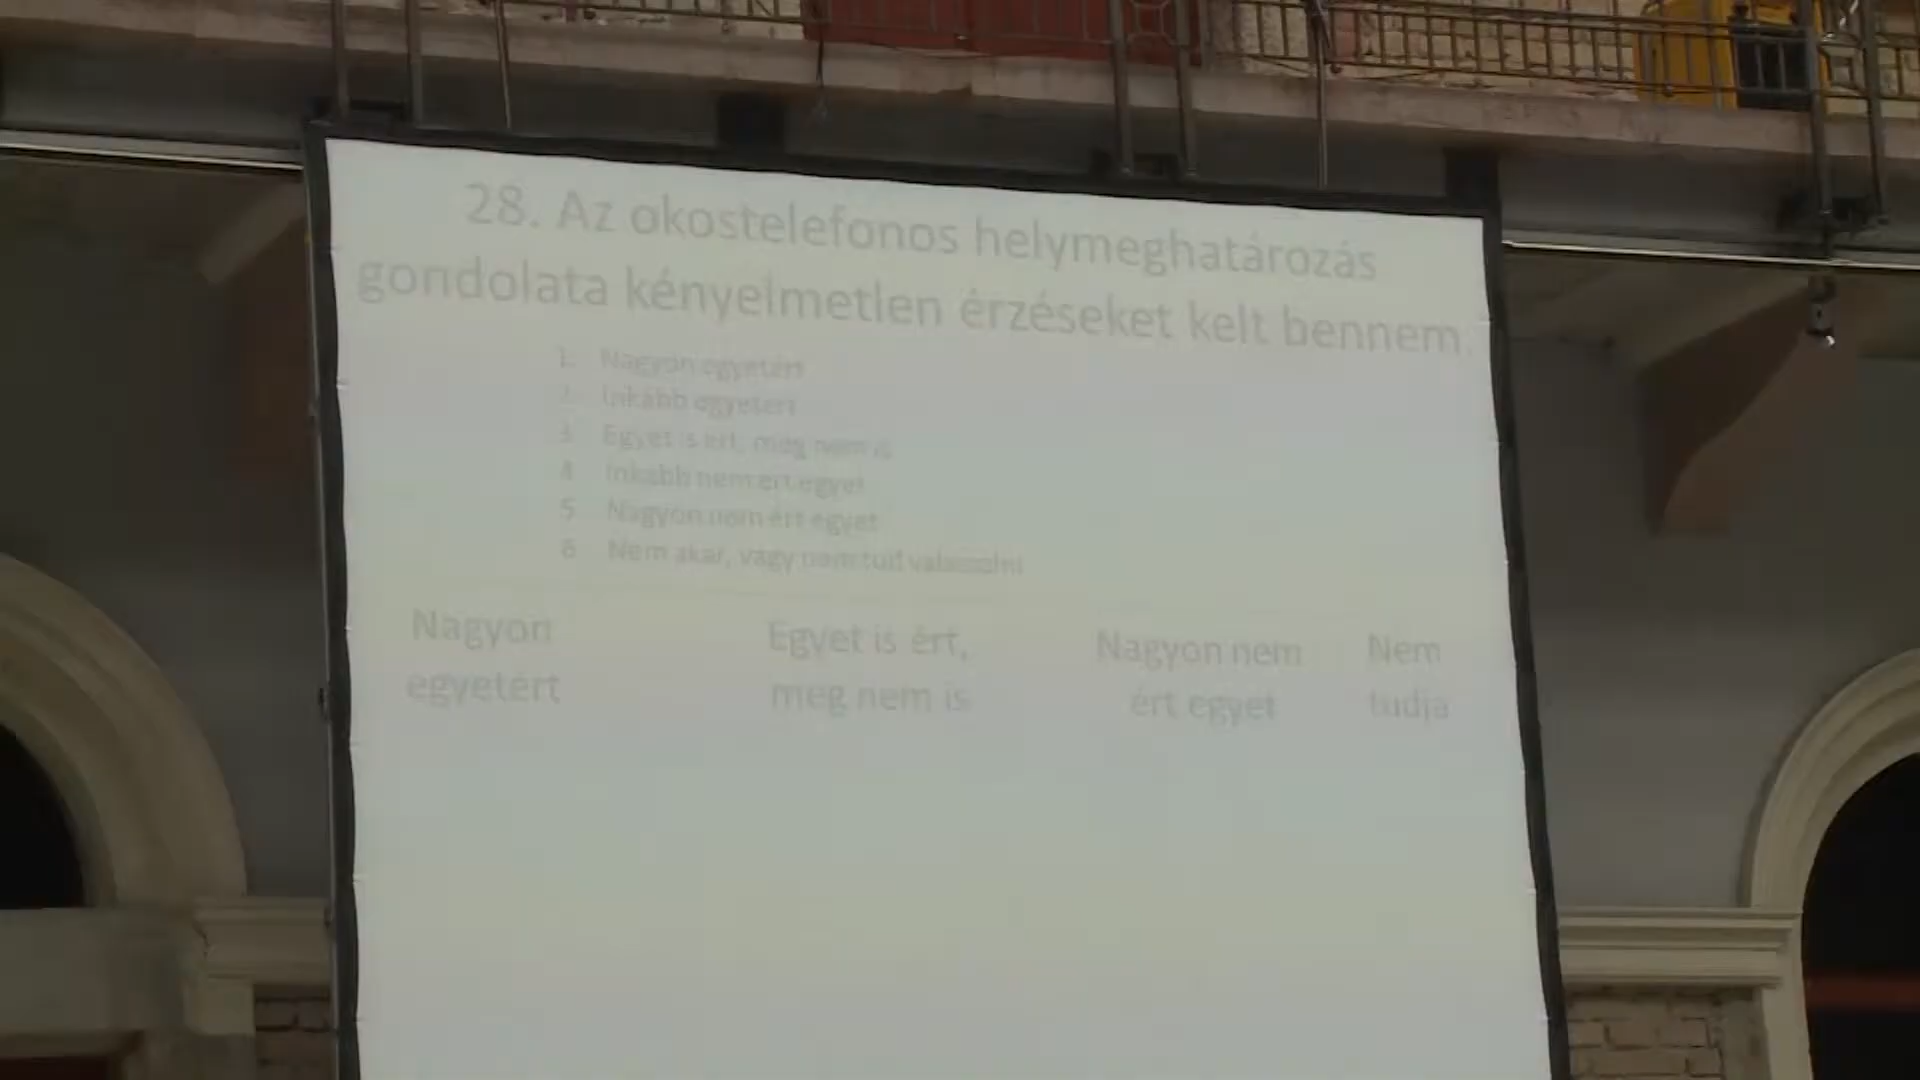 28. Az okostelefonos helymeghatározás
gondolata kényelmetlen érzéseket kelt bennem.
1. Nagyon egyetért
2. Inkább egyetért
3. Egyet is ért, meg nem is
4. Inkább nem ért egyet
5. Nagyon nem ért egyet
6. Nem akar, vagy nem tud válaszolni
Nagyon
egyetért
Egyet is ért,
meg nem is
Nagyon nem
ért egyet
Nem
tudja